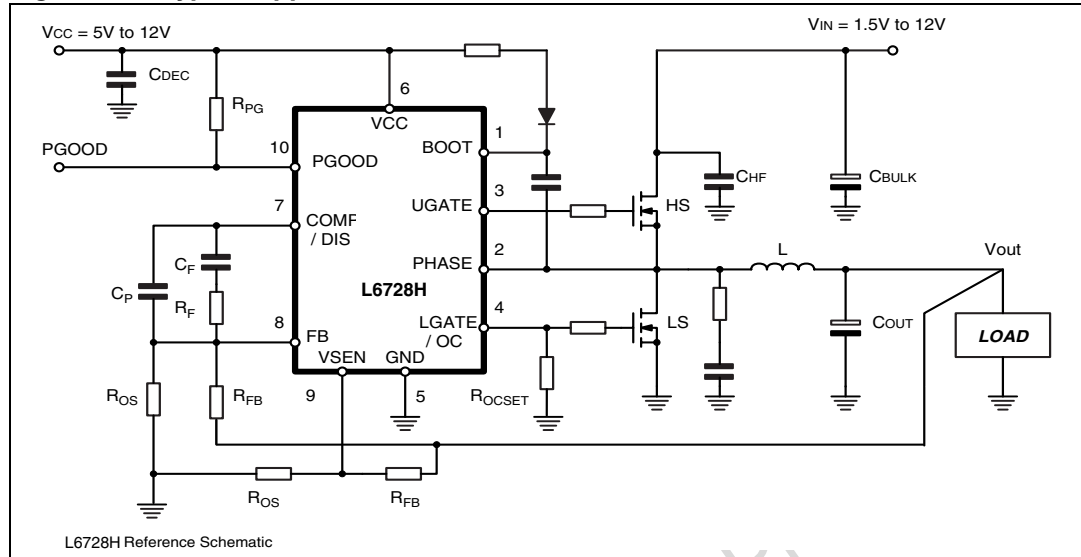 VCC = 5V to 12V
VIN = 1.5V to 12V
CDEC
RPG
6
VCC
1
BOOT
PGOOD
10
PGOOD
3
UGATE
HS
CHF
CBULK
7
COMP
/ DIS
2
PHASE
L
Vout
CF
CP
RF
L6728H
4
LGATE
/ OC
LS
COUT
LOAD
8
FB
VSEN
GND
9
5
ROCSET
ROS
RFB
ROS
RFB
L6728H Reference Schematic